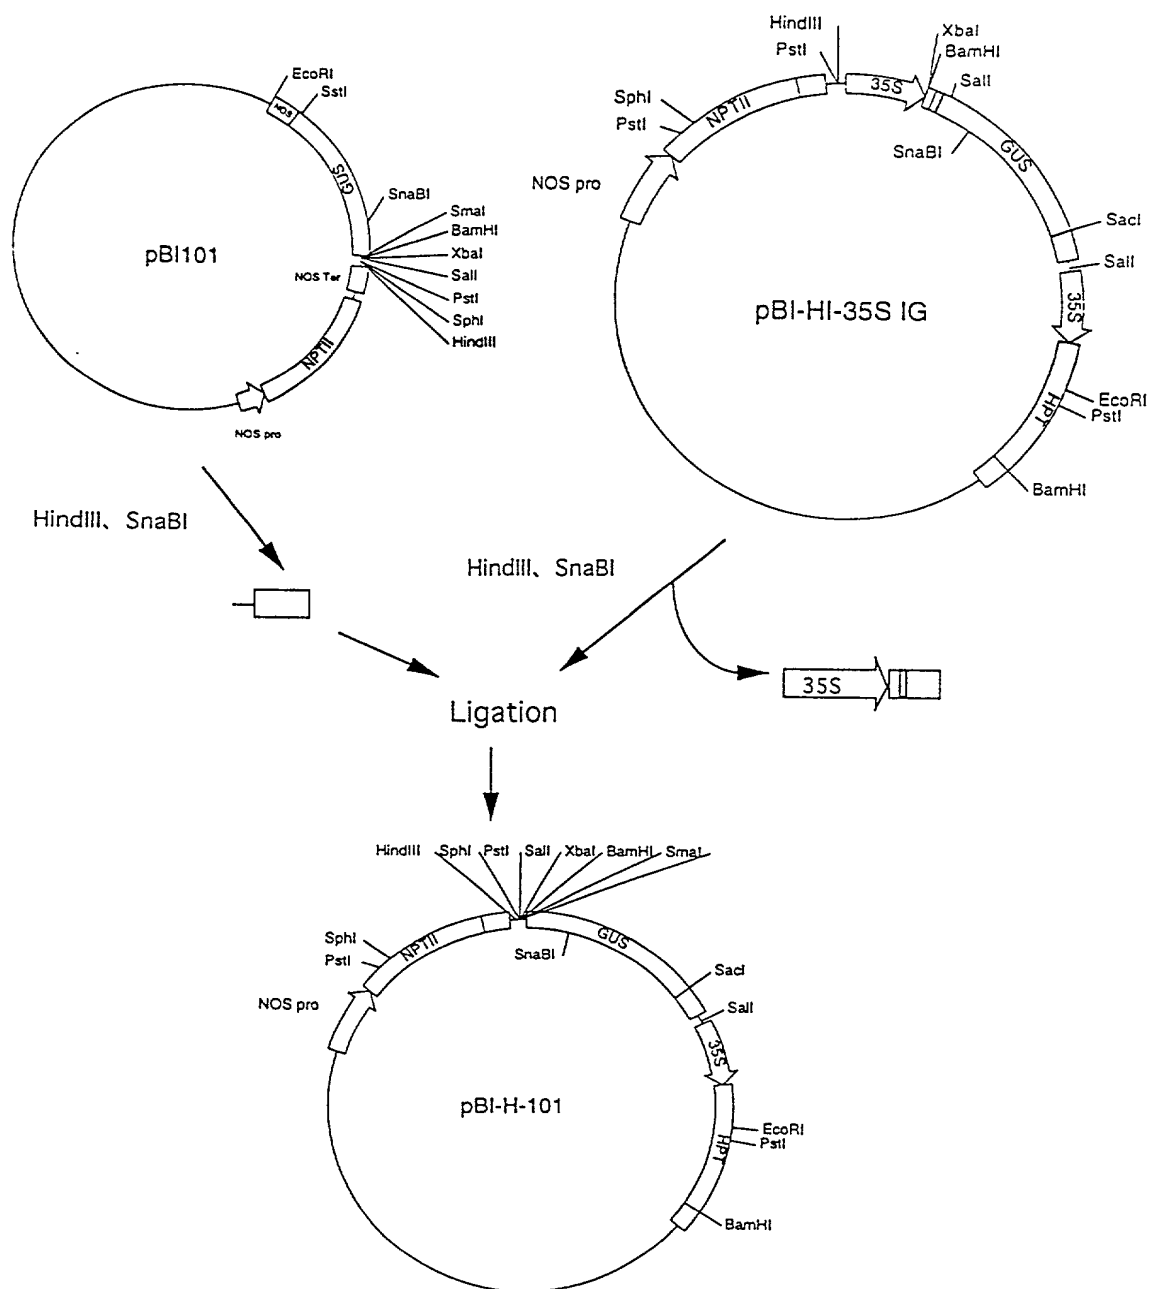 EcoRI
SstI
NOS
GUS
SnaBI
SmaI
BamHI
XbaI
SalI
PstI
SphI
HindIII
pBI101
NOS Ter
NPTII
NOS pro
HindIII
PstI
XbaI
BamHI
SalI
35S
SphI
PstI
NPTII
SnaBI
GUS
NOS pro
SacI
SalI
pBI-HI-35S IG
35S
EcoRI
PstI
HPT
BamHI
HindIII、SnaBI
HindIII、SnaBI
35S
Ligation
HindIII SphI PstI SalI XbaI BamHI SmaI
SphI
PstI
NPTII
SnaBI
GUS
SacI
SalI
NOS pro
35S
pBI-H-101
EcoRI
PstI
HPT
BamHI